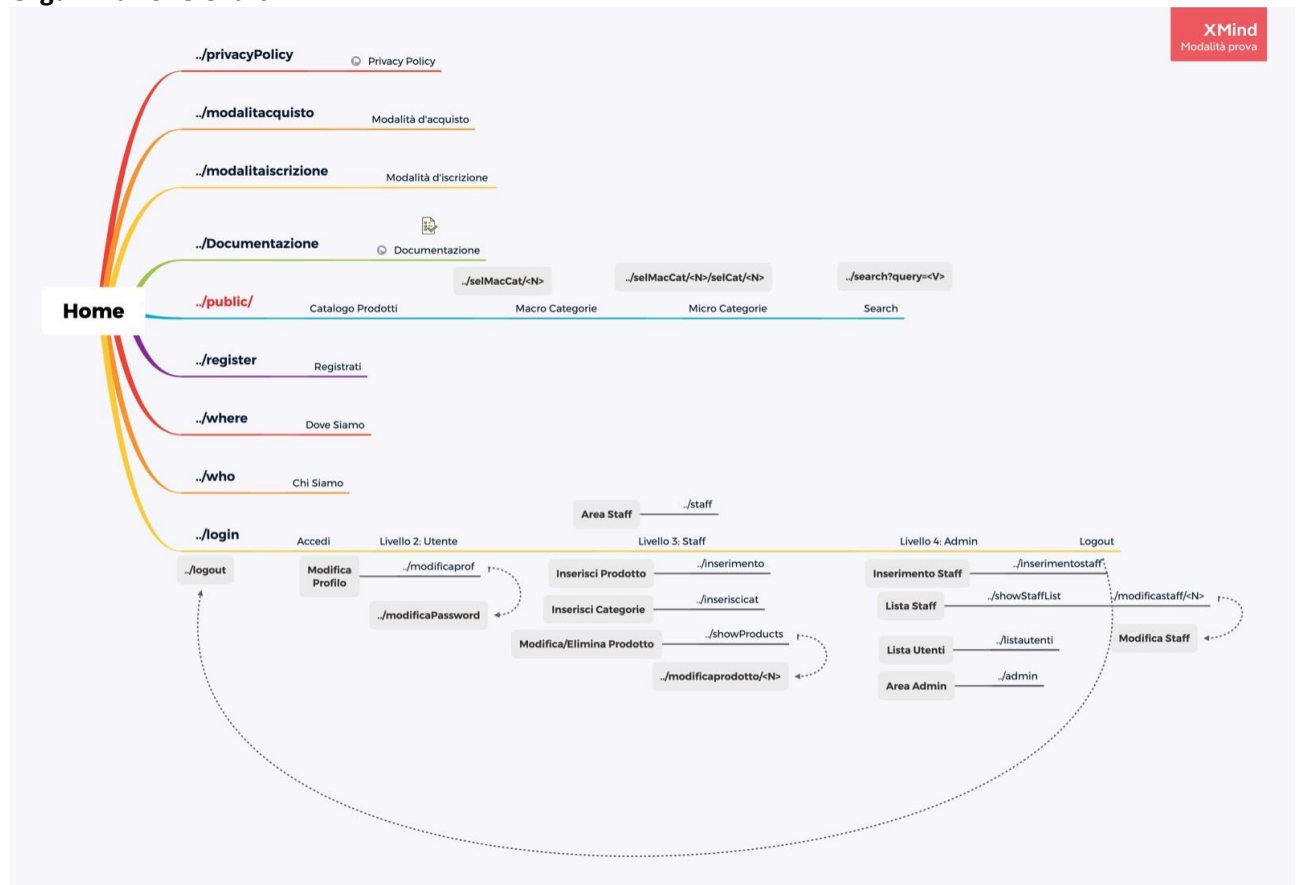 XMind
Modalità prova
../privacyPolicy
Privacy Policy
../modalitacquisto
Modalità d'acquisto
../modalitaiscrizione
Modalità d'iscrizione
../Documentazione
Documentazione
../selMacCat/<N>
../selMacCat/<N>/selCat/<N>
../search?query=<V>
Home
../public/
Catalogo Prodotti
Macro Categorie
Micro Categorie
Search
../register
Registrati
../where
Dove Siamo
../who
Chi Siamo
Area Staff
../staff
../login
Accedi
Livello 2: Utente
Livello 3: Staff
Livello 4: Admin
Logout
../logout
Modifica
Profilo
../modificaprof
../modificaPassword
Inserisci Prodotto
../inserimento
Inserisci Categorie
../inseriscicat
Modifica/Elimina Prodotto
../showProducts
../modificaprodotto/<N>
Inserimento Staff
../inserimentostaff
Lista Staff
../showStaffList
../modificastaff/<N>
Modifica Staff
Lista Utenti
../listautenti
Area Admin
../admin